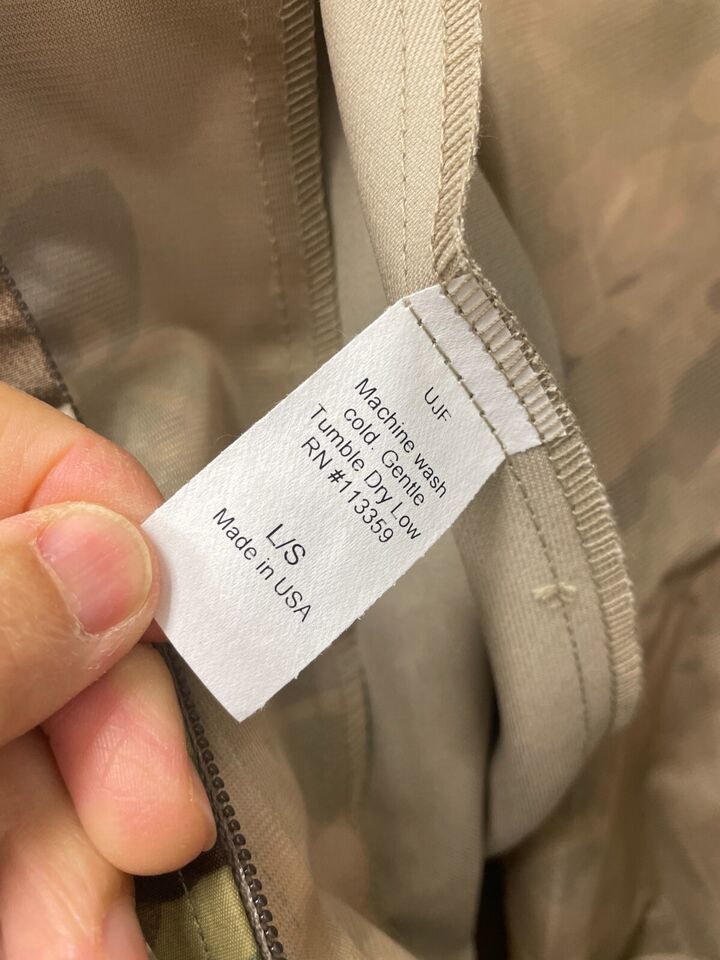 UJF
Machine wash
cold. Gentle
Tumble Dry Low
RN #113359
L/S
Made in USA